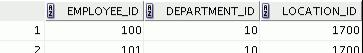 EMPLOYEE_ID DEPARTMENT_ID LOCATION_ID
1 100 10 1700
2 101 10 1700